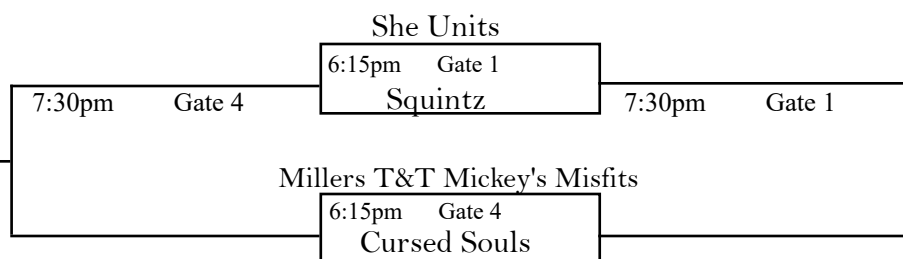 She Units
6:15pm Gate 1
7:30pm Gate 4
Squintz
7:30pm Gate 1
Millers T&T Mickey's Misfits
6:15pm Gate 4
Cursed Souls